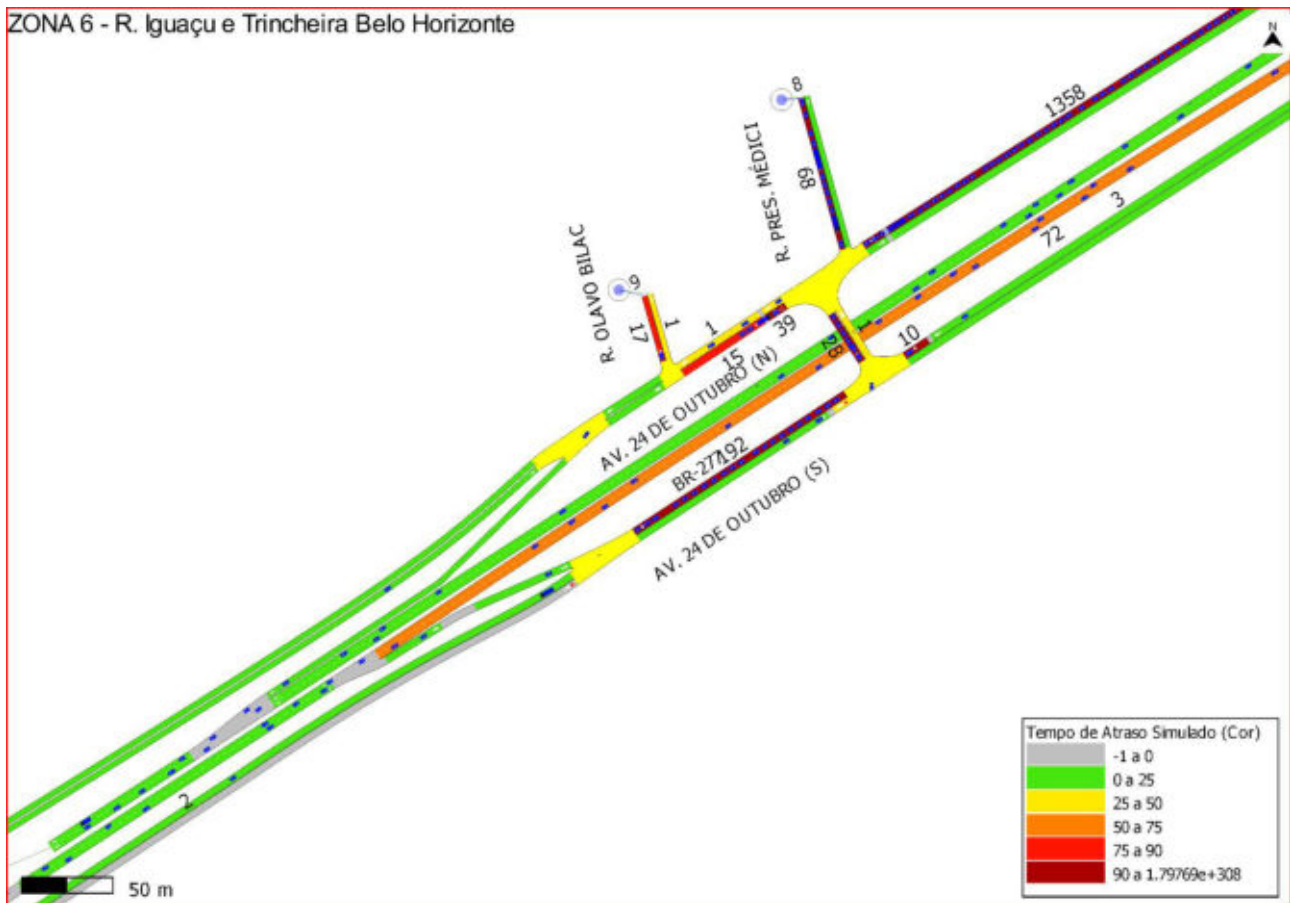 ZONA 6 - R. Iguaçu e Trincheira Belo Horizonte
N
8
1358
R. PRES. MÉDICI
89
3
72
R. OLAVO BILAC
9
17
1
1
39
15
1
28
10
AV. 24 DE OUTUBRO (N)
BR-277
192
AV. 24 DE OUTUBRO (S)
2
50 m
Tempo de Atraso Simulado (Cor)
-1 a 0
0 a 25
25 a 50
50 a 75
75 a 90
90 a 1.79769e+308